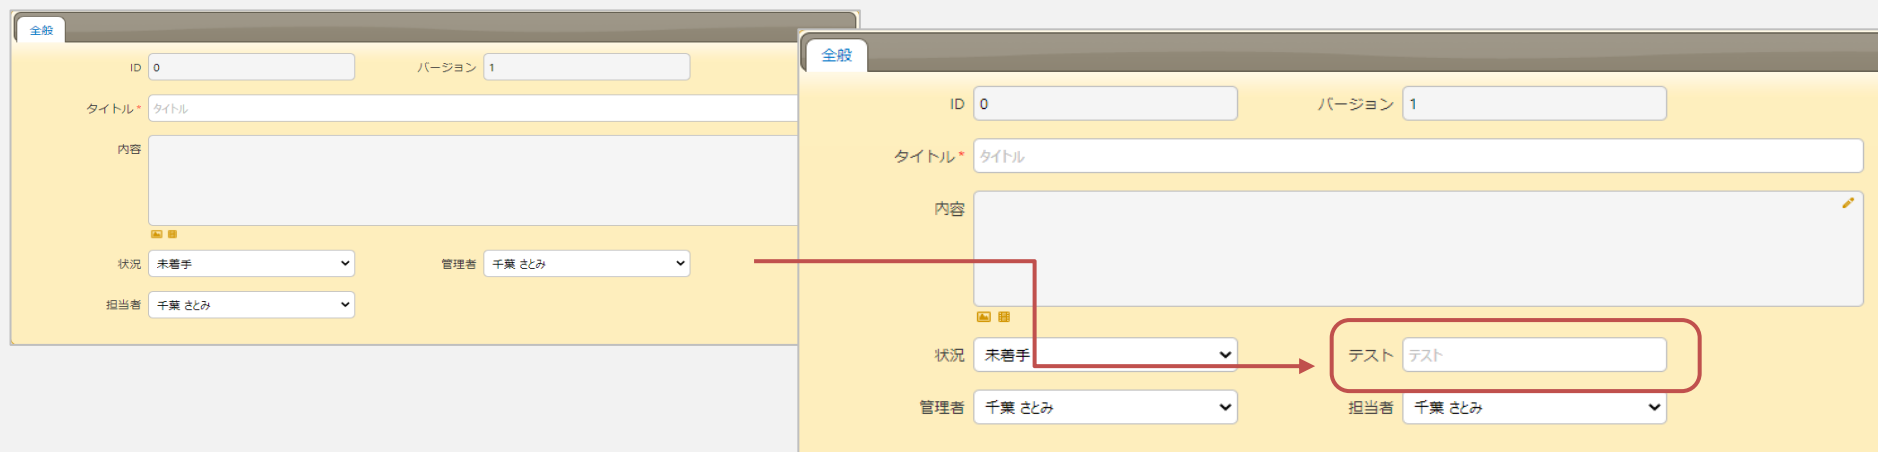 全般
ID 0 バージョン 1
タイトル* タイトル
内容
状況 未着手 管理者 千葉 さとみ
担当者 千葉 さとみ
全般
ID 0 バージョン 1
タイトル* タイトル
内容
状況 未着手 テスト テスト
管理者 千葉 さとみ 担当者 千葉 さとみ